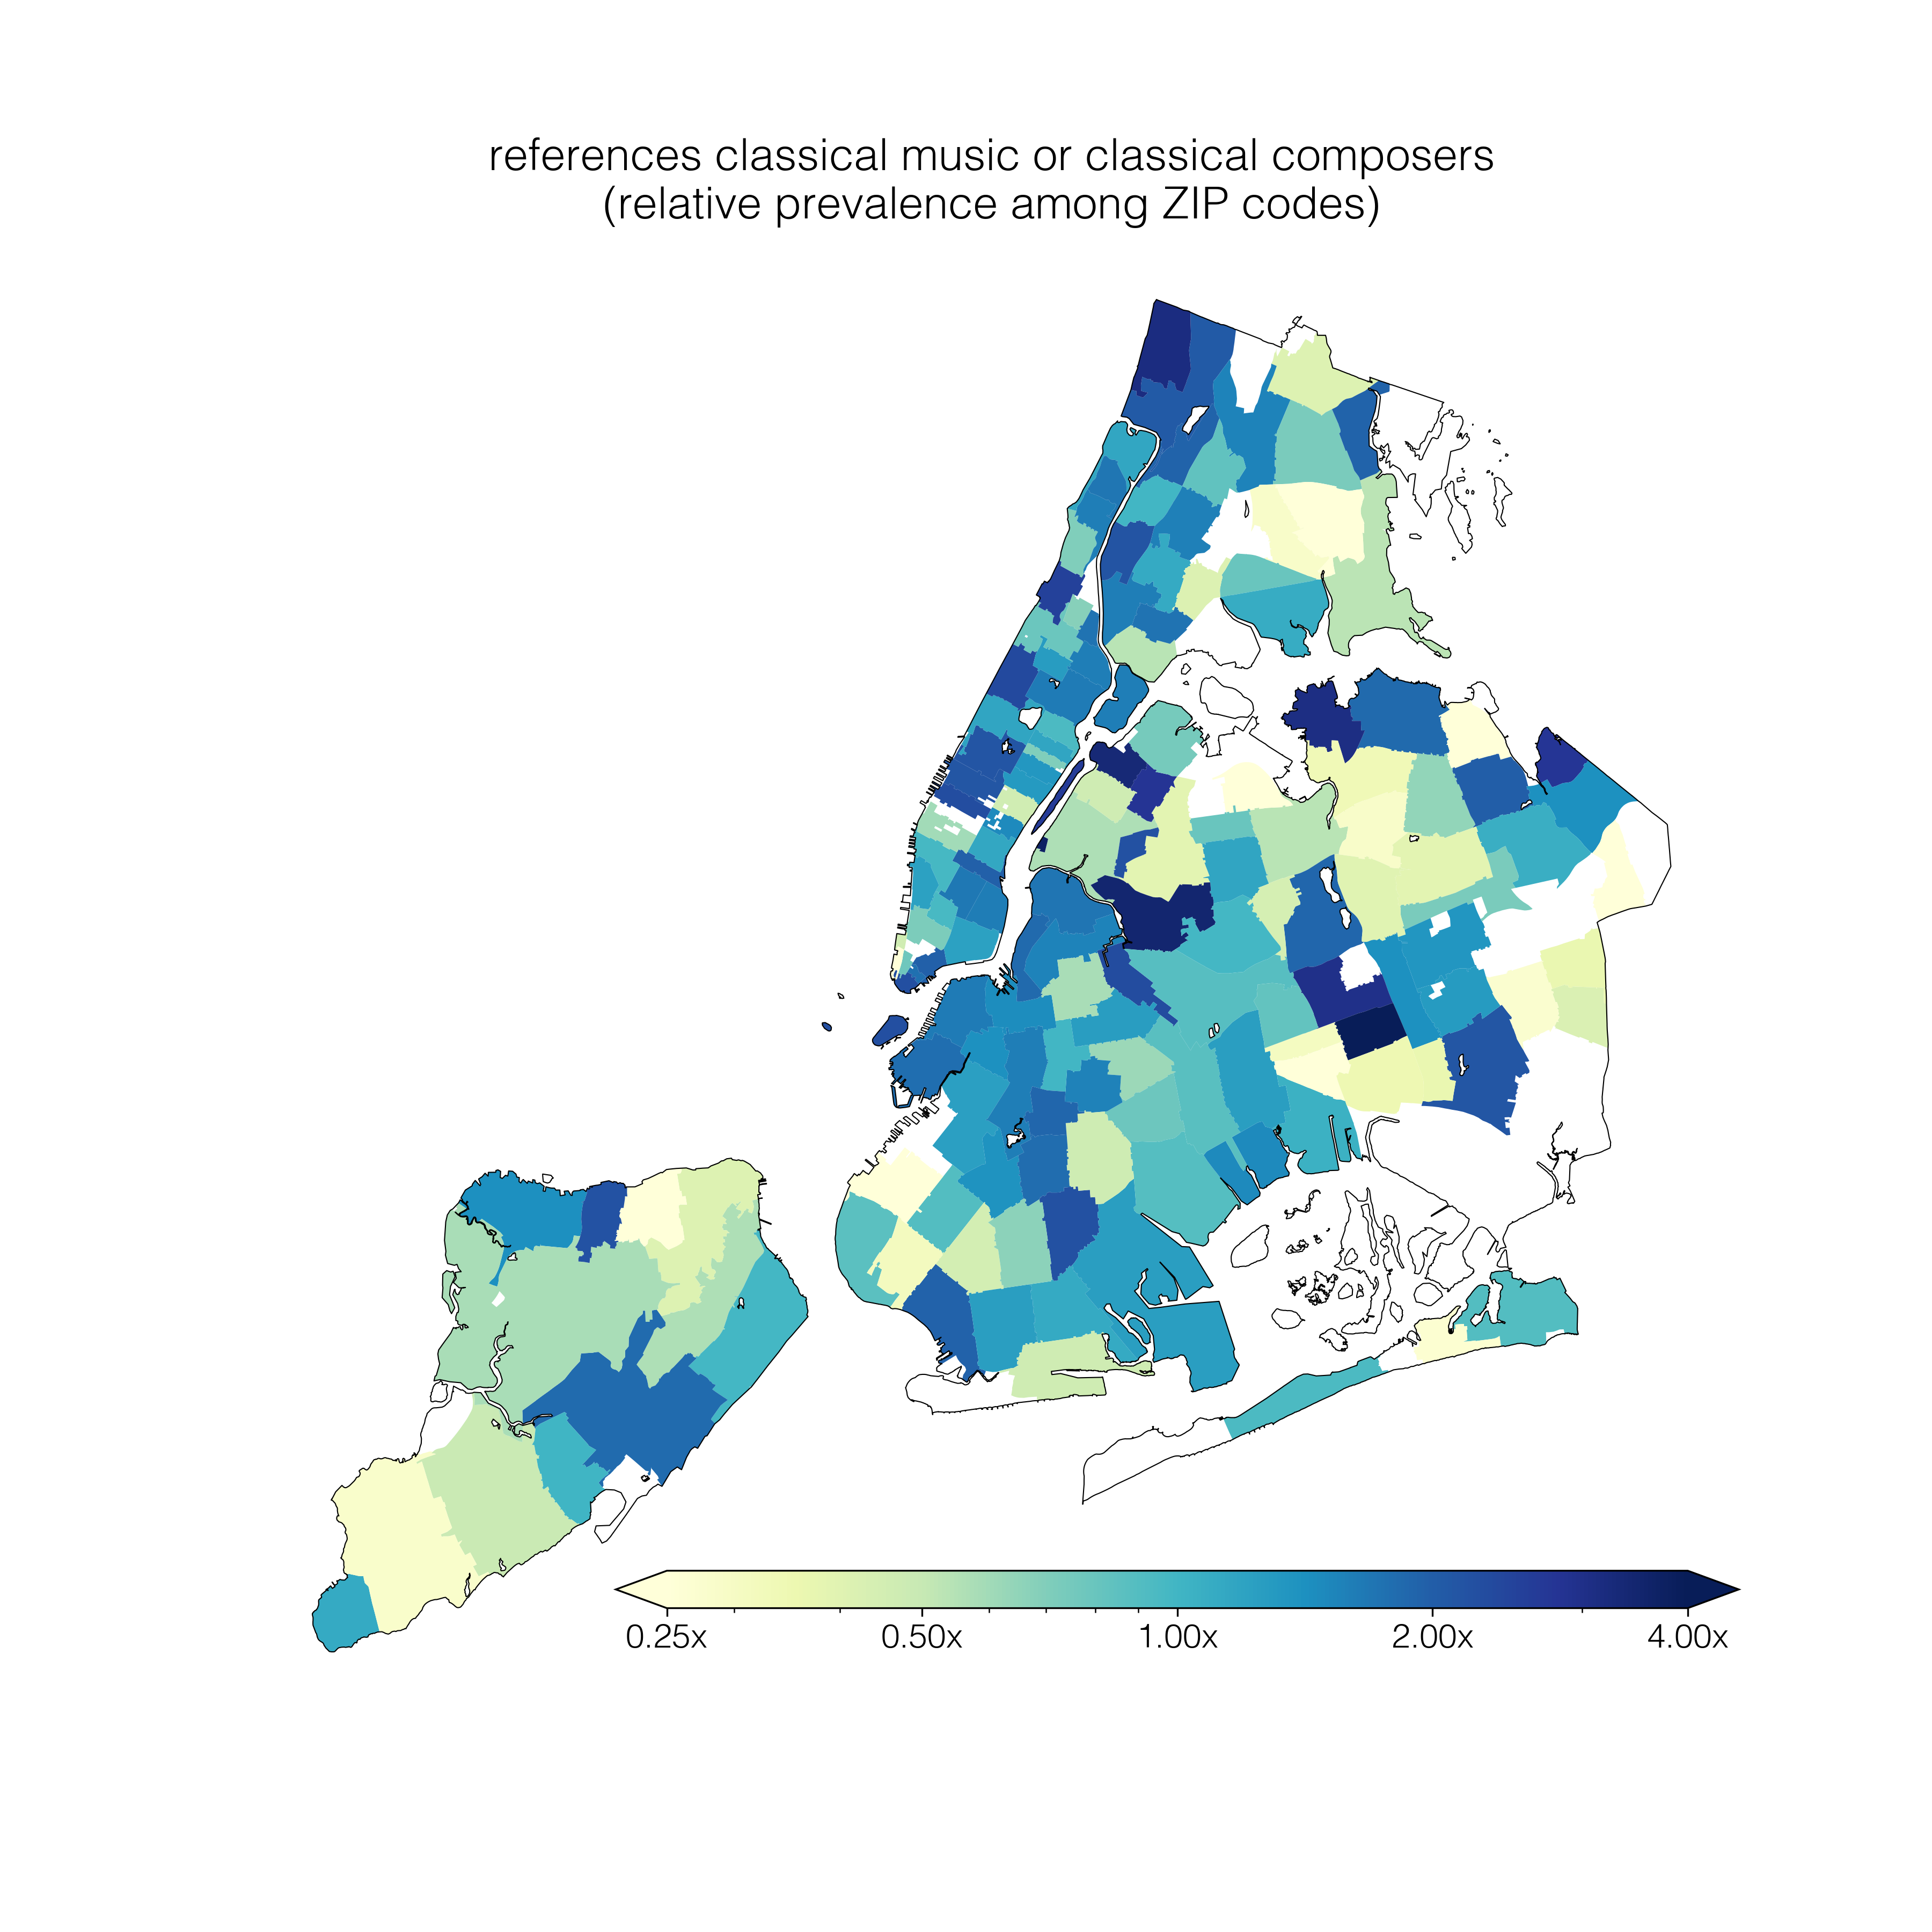 references classical music or classical composers
(relative prevalence among ZIP codes)
0.25x 0.50x 1.00x 2.00x 4.00x